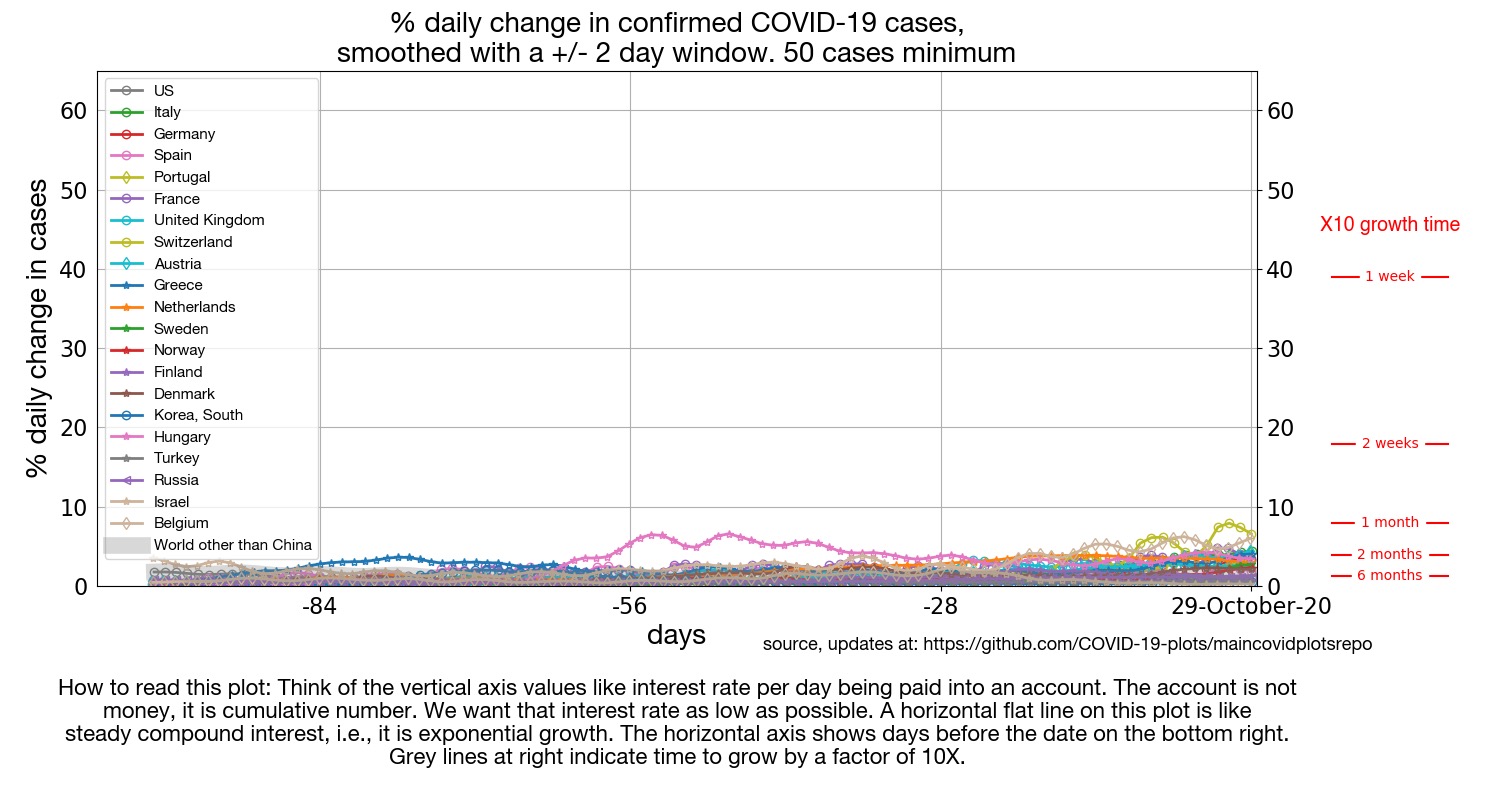 % daily change in confirmed COVID-19 cases,
smoothed with a +/- 2 day window. 50 cases minimum
% daily change in cases
60
50
40
30
20
10
0
US
Italy
Germany
Spain
Portugal
France
United Kingdom
Switzerland
Austria
Greece
Netherlands
Sweden
Norway
Finland
Denmark
Korea, South
Hungary
Turkey
Russia
Israel
Belgium
World other than China
60
50
40
30
20
10
0
X10 growth time
1 week
2 weeks
1 month
2 months
6 months
-84
-56
-28
29-October-20
days
source, updates at: https://github.com/COVID-19-plots/maincovidplotsrepo
How to read this plot: Think of the vertical axis values like interest rate per day being paid into an account. The account is not
money, it is cumulative number. We want that interest rate as low as possible. A horizontal flat line on this plot is like
steady compound interest, i.e., it is exponential growth. The horizontal axis shows days before the date on the bottom right.
Grey lines at right indicate time to grow by a factor of 10X.